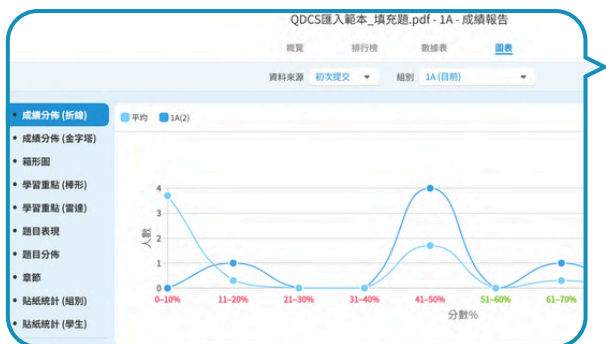 QDCS匯入範本_填充題.pdf - 1A - 成績報告
概覽 排行榜 數據表 圖表
資料來源 初次提交 組別 1A (目前)
• 成績分佈 (折線)
• 成績分佈 (金字塔)
• 箱形圖
• 學習重點 (棒形)
• 學習重點 (雷達)
• 題目表現
• 題目分佈
• 章節
• 貼紙統計 (組別)
• 貼紙統計 (學生)
平均 1A(2)
人數
4
3
2
1
0
0-10% 11-20% 21-30% 31-40% 41-50% 51-60% 61-70%
分數%